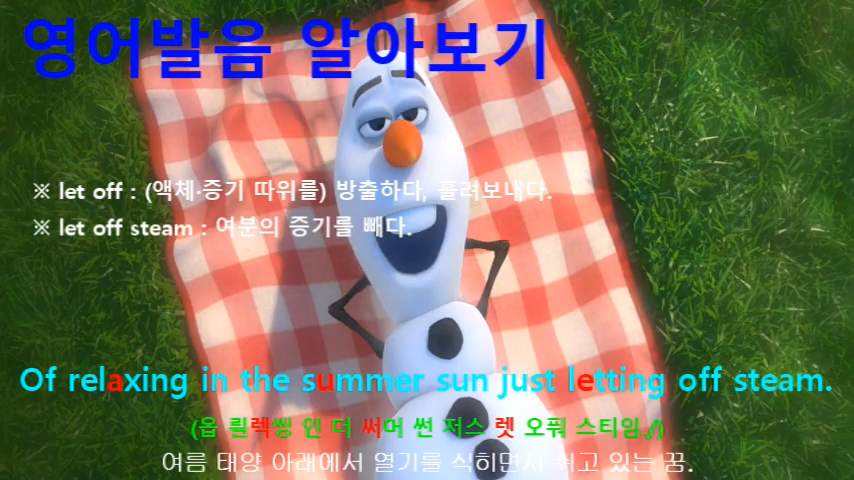 영어발음 알아보기
※ let off : (액체·증기 따위를) 방출하다, 흘려보내다.
※ let off steam : 여분의 증기를 빼다.
Of relaxing in the summer sun just letting off steam.
(옵 륄렉씽 인 더 써머 썬 저스 렛 오풔 스티임./)
여름 태양 아래에서 열기를 식히면서 쉬고 있는 꿈.